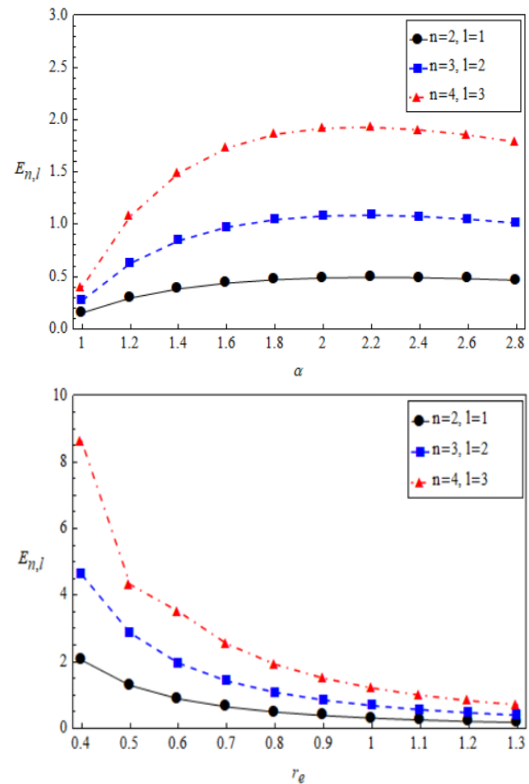 3.0
n=2, l=1
n=3, l=2
n=4, l=3
2.5
2.0
1.5
E_{n,l}
1.0
0.5
0.0
1 1.2 1.4 1.6 1.8 2 2.2 2.4 2.6 2.8
α
10
n=2, l=1
n=3, l=2
n=4, l=3
8
6
E_{n,l}
4
2
0
0.4 0.5 0.6 0.7 0.8 0.9 1 1.1 1.2 1.3
r_e